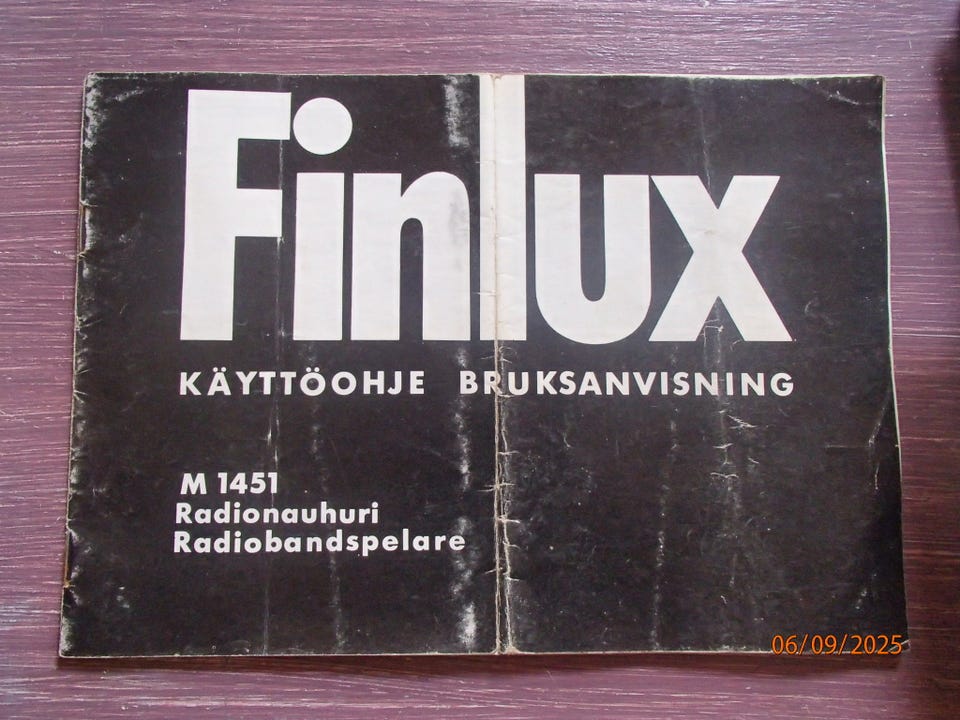 Finlux
KÄYTTÖOHJE BRUKSANVISNING
M 1451
Radionauhuri
Radiobandspelare
06/09/2025